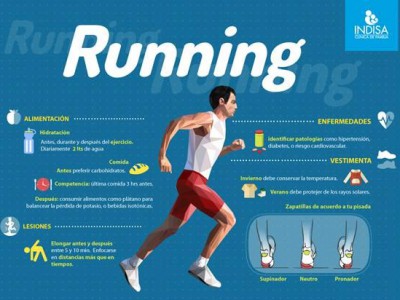 Running
INDISA
ALIMENTACIÓN
Hidratación
Antes, durante y después del ejercicio.
Diariamente 2 lts de agua
Comida
Antes preferir carbohidratos.
Competencia: última comida 3 hrs antes.
Después: consumir alimentos como plátano para
balancear la pérdida de potasio, o bebidas isotónicas.
LESIONES
Elongar antes y después
entre 5 y 10 min. Enfocarse
en distancias más que en
tiempos.
ENFERMEDADES
Identificar patologías como hipertensión,
diabetes, o riesgo cardiovascular.
VESTIMENTA
Invierno debe conservar la temperatura.
Verano debe proteger de los rayos solares.
Zapatillas de acuerdo a tu pisada
Supinador Neutro Pronador